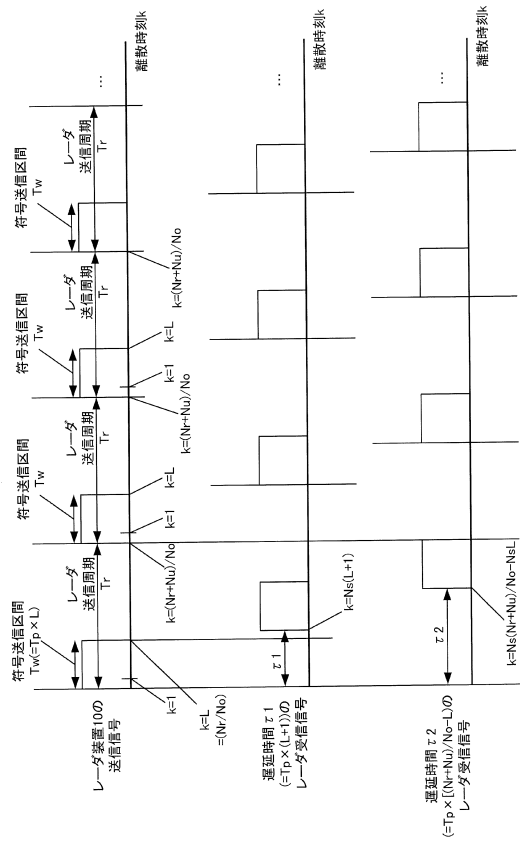 符号送信区間
Tw(=Tp×L)
符号送信区間
Tw
符号送信区間
Tw
符号送信区間
Tw
レーダ
送信周期
Tr
レーダ
送信周期
Tr
レーダ
送信周期
Tr
レーダ
送信周期
Tr
…
レーダ装置10の
送信信号
k=1
k=L
=(Nr/No)
k=(Nr+Nu)/No
k=1
k=L
k=(Nr+Nu)/No
k=1
k=L
k=(Nr+Nu)/No
離散時刻k
遅延時間τ1
(=Tp×(L+1))の
レーダ受信信号
τ1
k=Ns(L+1)
…
離散時刻k
遅延時間τ2
(=Tp×[(Nr+Nu)/No-L)の
レーダ受信信号
τ2
k=Ns(Nr+Nu)/No-NsL
…
離散時刻k